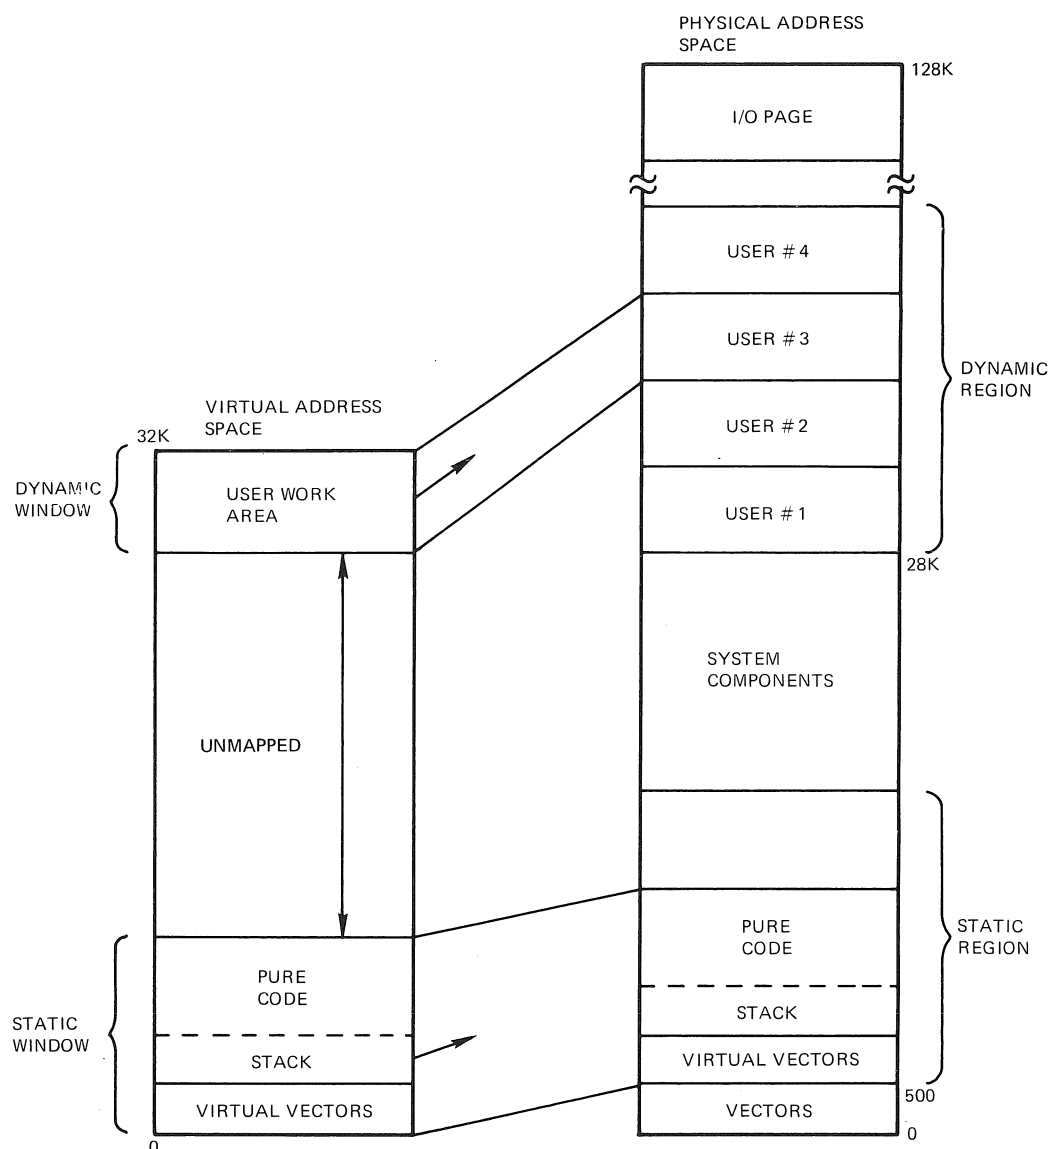 PHYSICAL ADDRESS
SPACE
128K
I/O PAGE
USER #4
USER #3
DYNAMIC
REGION
USER #2
USER #1
28K
VIRTUAL ADDRESS
SPACE
32K
DYNAMIC
WINDOW
USER WORK
AREA
SYSTEM
COMPONENTS
UNMAPPED
PURE
CODE
STATIC
REGION
STACK
VIRTUAL VECTORS
500
VECTORS
0
PURE
CODE
STATIC
WINDOW
STACK
VIRTUAL VECTORS
0